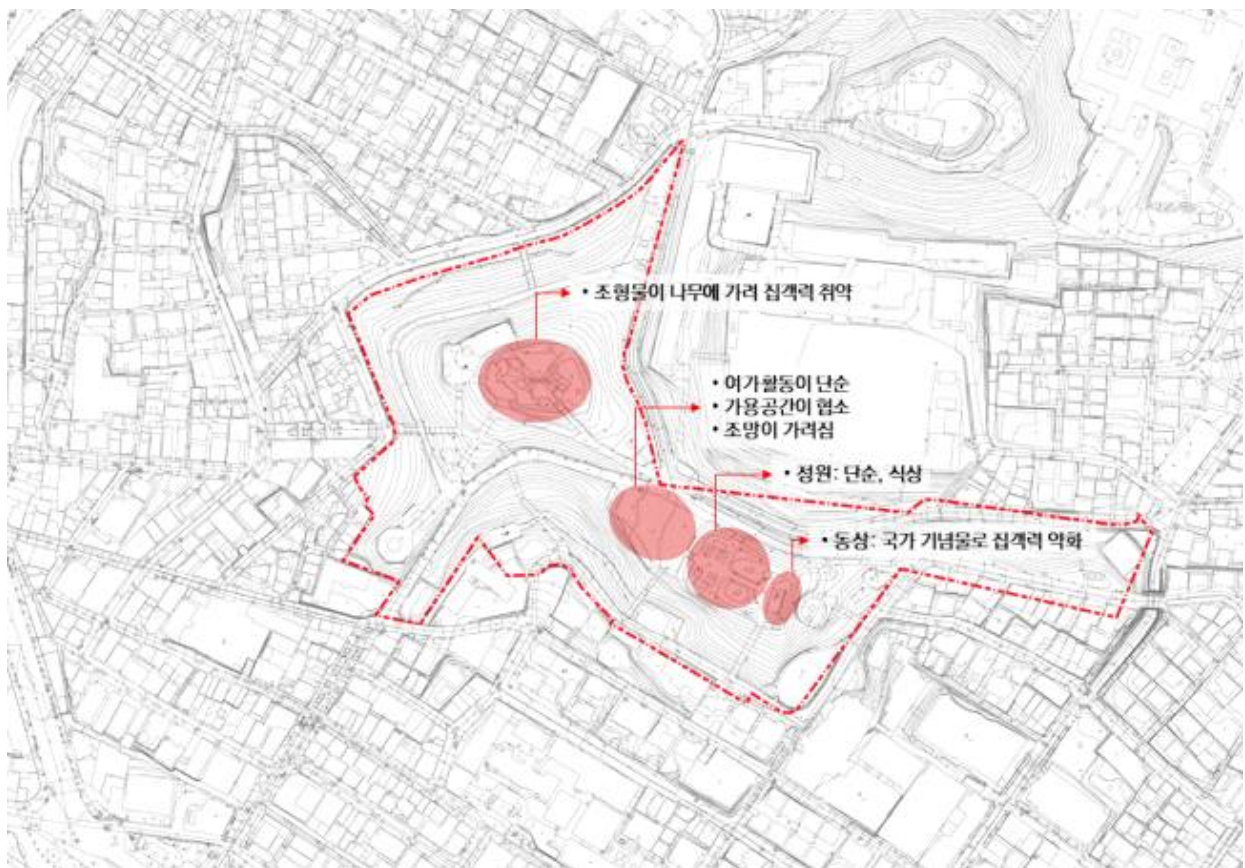 • 조형물이 나무에 가려 집객력 취약
• 여가활동이 단순
• 가용공간이 협소
• 조망이 가려짐
• 정원: 단순, 식상
• 동상: 국가 기념물로 집객력 약화